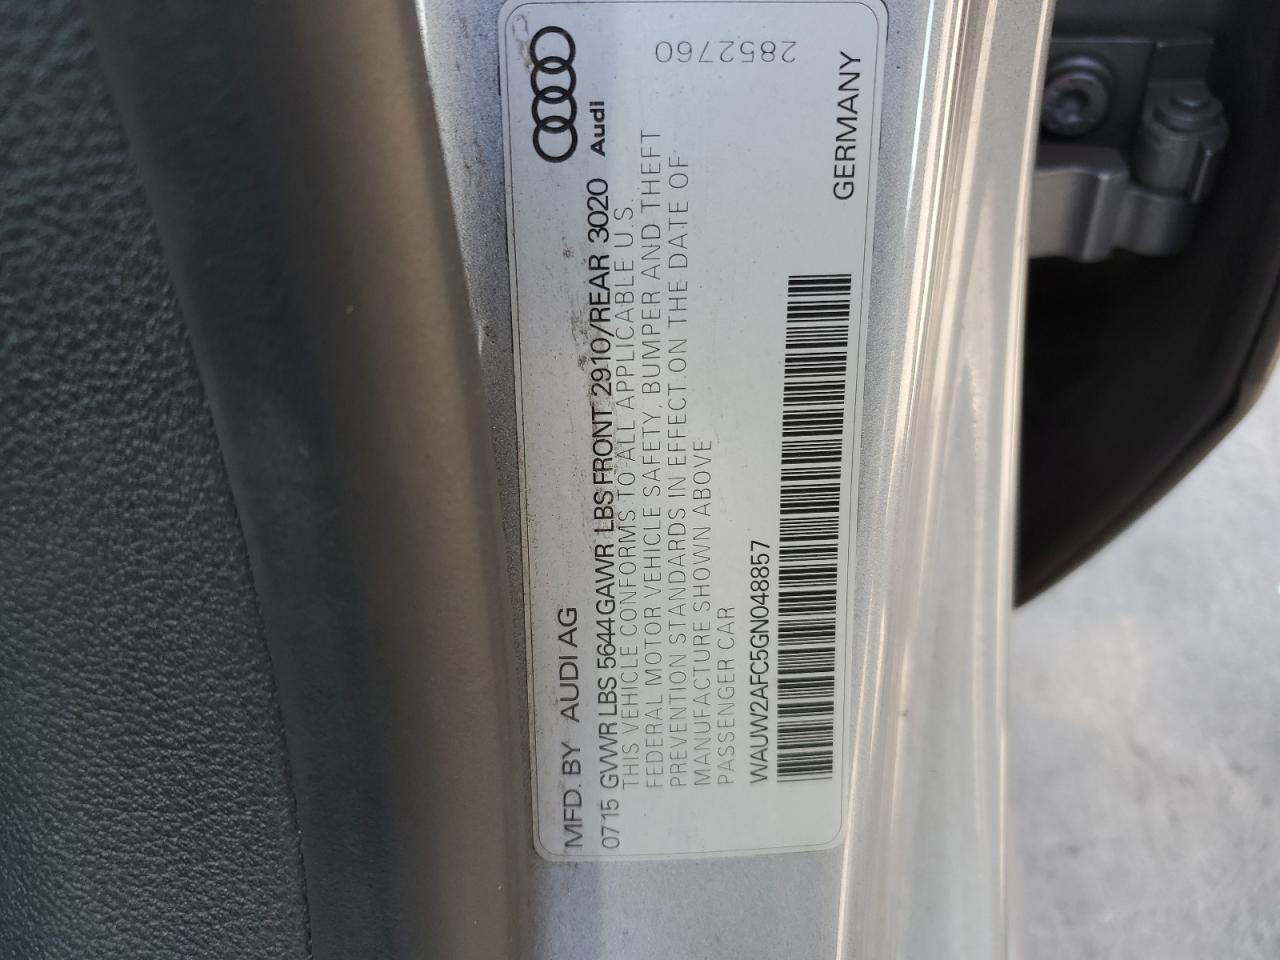 MFD. BY AUDI AG
Audi
0715 GVWR LBS 5644 GAWR LBS FRONT 2910/REAR 3020
THIS VEHICLE CONFORMS TO ALL APPLICABLE U.S.
FEDERAL MOTOR VEHICLE SAFETY, BUMPER AND THEFT
PREVENTION STANDARDS IN EFFECT ON THE DATE OF
MANUFACTURE SHOWN ABOVE
PASSENGER CAR
2852760
WAUW2AFC5GN048857
GERMANY